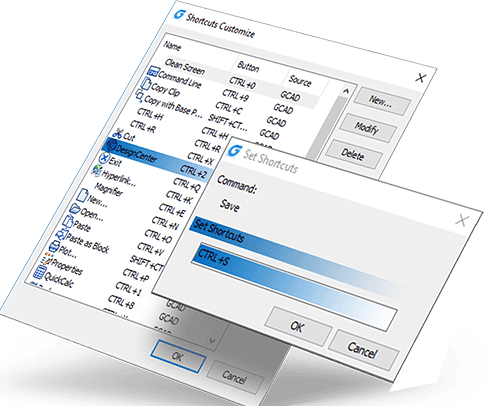 Shortcuts Customize
Name Button Source
Clean Screen CTRL+0 GCAD
Command Line CTRL+9 GCAD
Copy Clip CTRL+C GCAD
Copy with Base P... SHIFT+CT... GCAD
CTRL+H CTRL+H
CTRL+R CTRL+R
Cut CTRL+X
DesignCenter CTRL+2
Exit CTRL+Q
Hyperlink... CTRL+K
Magnifier CTRL+E
New... CTRL+N
Open... CTRL+O
Paste CTRL+V
Paste as Block SHIFT+CT
Plot...
Properties CTRL+1 GCAD
QuickCalc CTRL+8 GCAD
New...
Modify
Delete
OK
Cancel
Set Shortcuts
Command:
Save
Set Shortcuts
CTRL+S
OK
Cancel